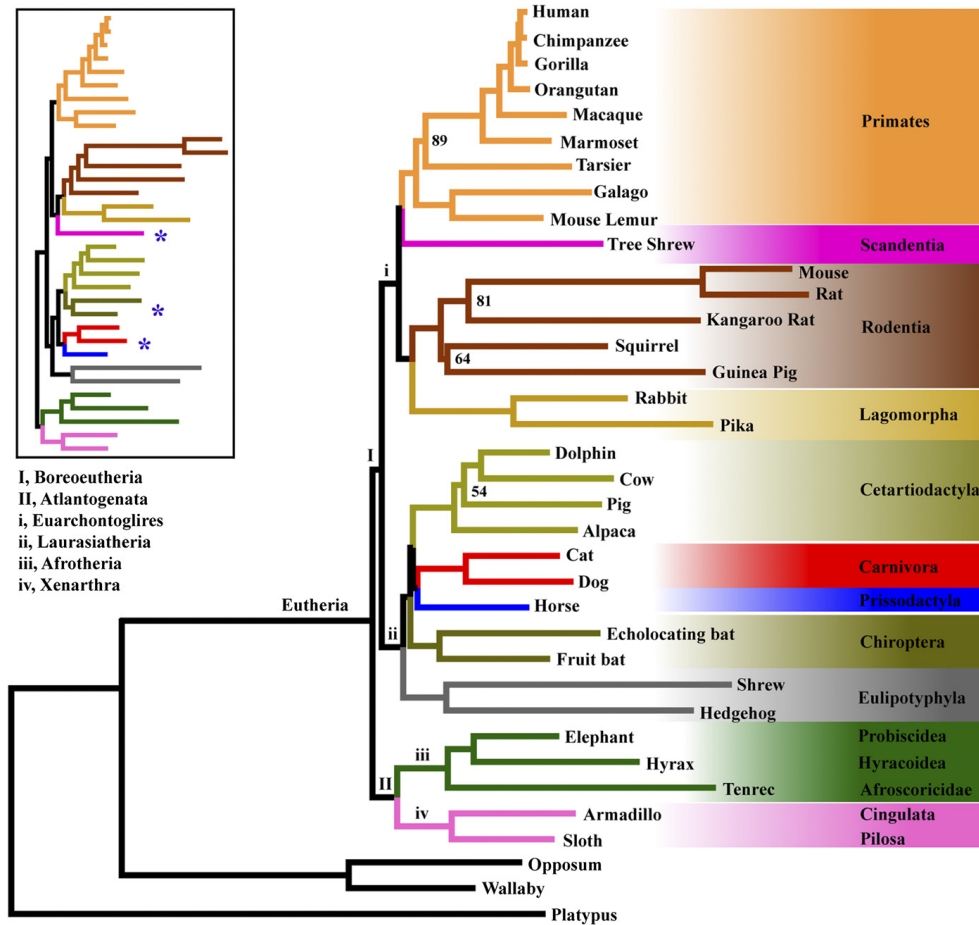 Human
Chimpanzee
Gorilla
Orangutan
Macaque
Primates
89
Marmoset
Tarsier
Galago
Mouse Lemur
Tree Shrew
Scandentia
*
i
Mouse
81
Rat
Kangaroo Rat
Rodentia
*
Squirrel
*
64
Guinea Pig
Rabbit
Lagomorpha
Pika
I
Dolphin
I, Boreoeutheria
II, Atlantogenata
i, Euarchontoglires
ii, Laurasiatheria
iii, Afrotheria
iv, Xenarthra
Cow
54
Cetartiodactyla
Pig
Alpaca
Cat
Carnivora
Dog
Eutheria
Horse
Prissodactyla
ii
Echolocating bat
Chiroptera
Fruit bat
Shrew
Eulipotyphyla
Hedgehog
Elephant
Probiscidea
iii
Hyrax
Hyracoidea
II
Tenrec
Afroscoricidae
iv
Armadillo
Cingulata
Sloth
Pilosa
Opposum
Wallaby
Platypus